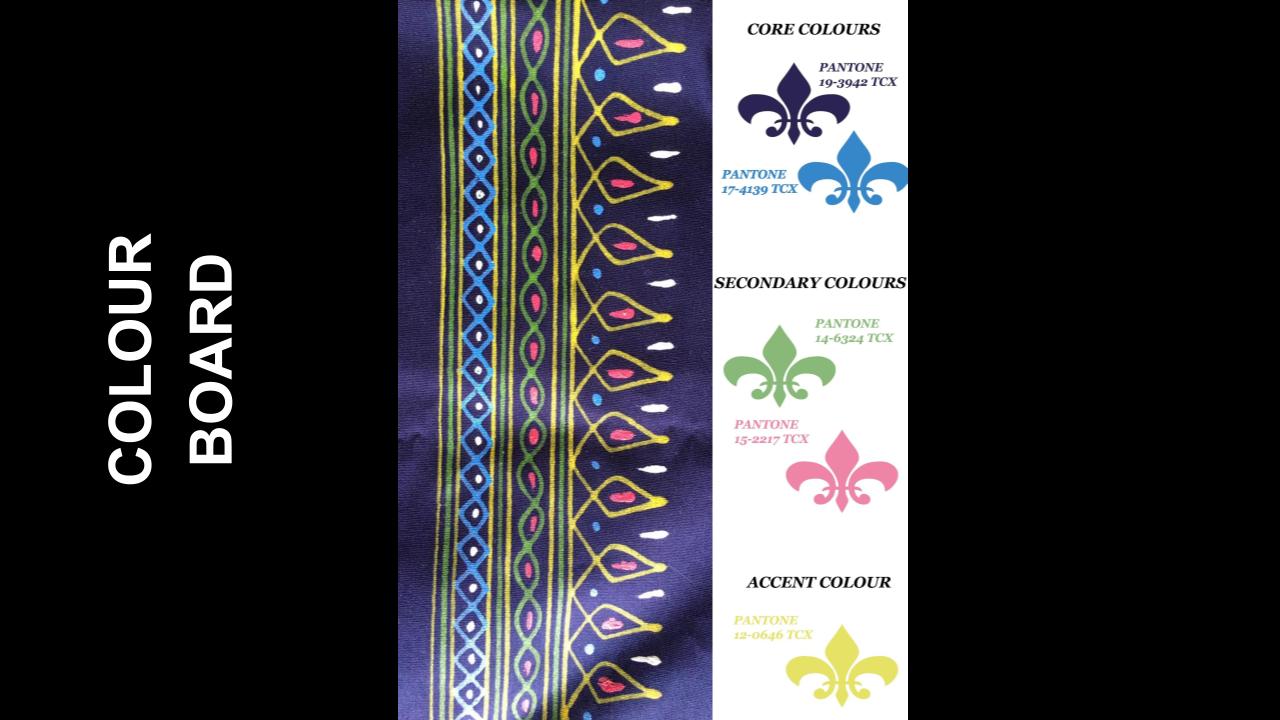 COLOUR
BOARD
CORE COLOURS
PANTONE
19-3942 TCX
PANTONE
17-4139 TCX
SECONDARY COLOURS
PANTONE
14-6324 TCX
PANTONE
15-2217 TCX
ACCENT COLOUR
PANTONE
12-0646 TCX